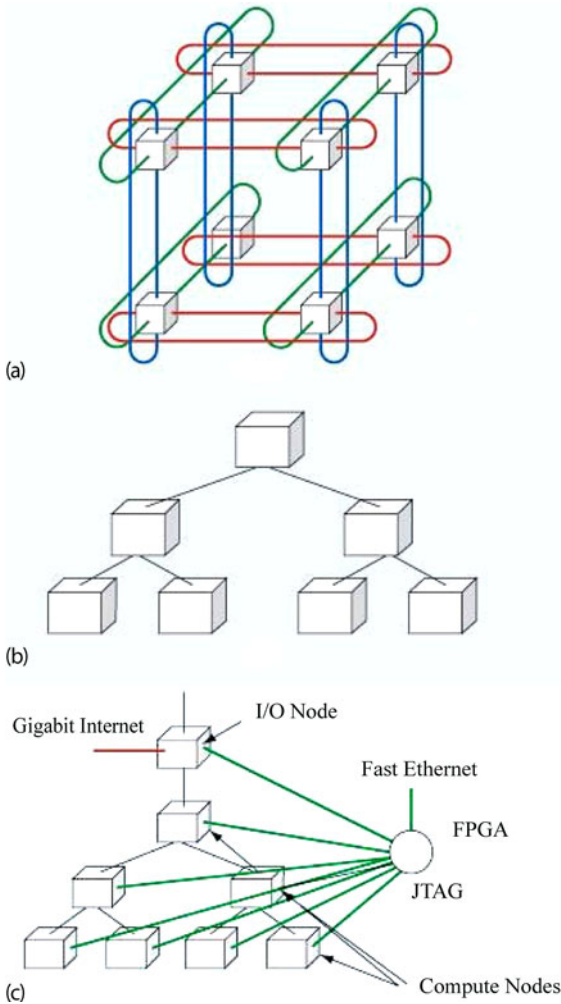 (a)
(b)
I/O Node
Gigabit Internet
Fast Ethernet
FPGA
JTAG
Compute Nodes
(c)